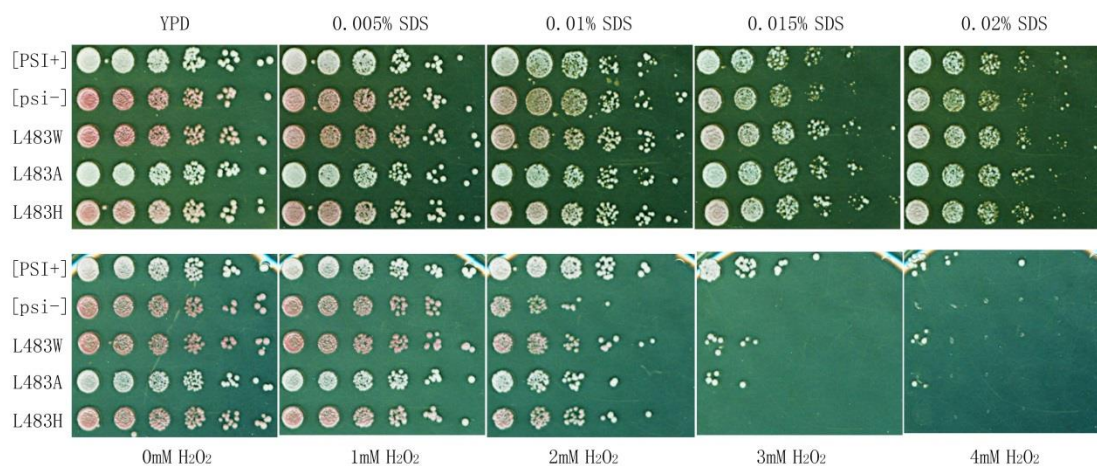 YPD 0.005% SDS 0.01% SDS 0.015% SDS 0.02% SDS
[PSI+]
[psi-]
L483W
L483A
L483H
[PSI+]
[psi-]
L483W
L483A
L483H
0mM H₂O₂ 1mM H₂O₂ 2mM H₂O₂ 3mM H₂O₂ 4mM H₂O₂